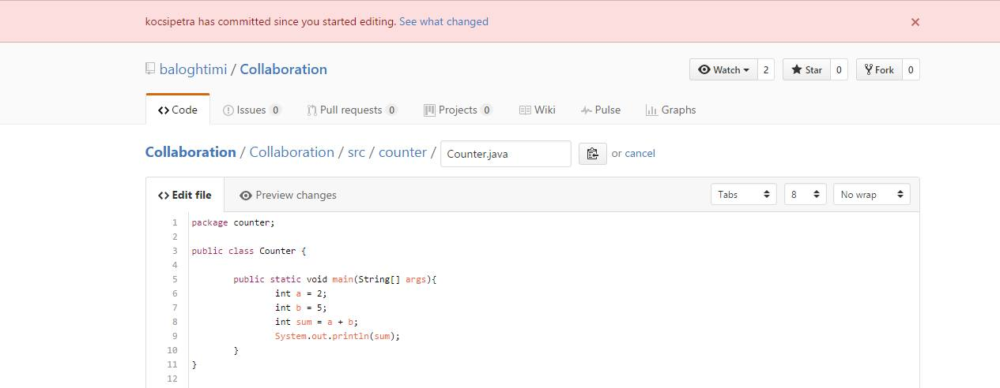 kocsipetra has committed since you started editing. See what changed
baloghtimi / Collaboration
Watch 2 Star 0 Fork 0
Code Issues 0 Pull requests 0 Projects 0 Wiki Pulse Graphs
Collaboration / Collaboration / src / counter / Counter.java or cancel
Edit file Preview changes Tabs 8 No wrap
1 package counter;
2
3 public class Counter {
4
5 public static void main(String[] args){
6 int a = 2;
7 int b = 5;
8 int sum = a + b;
9 System.out.println(sum);
10 }
11 }
12